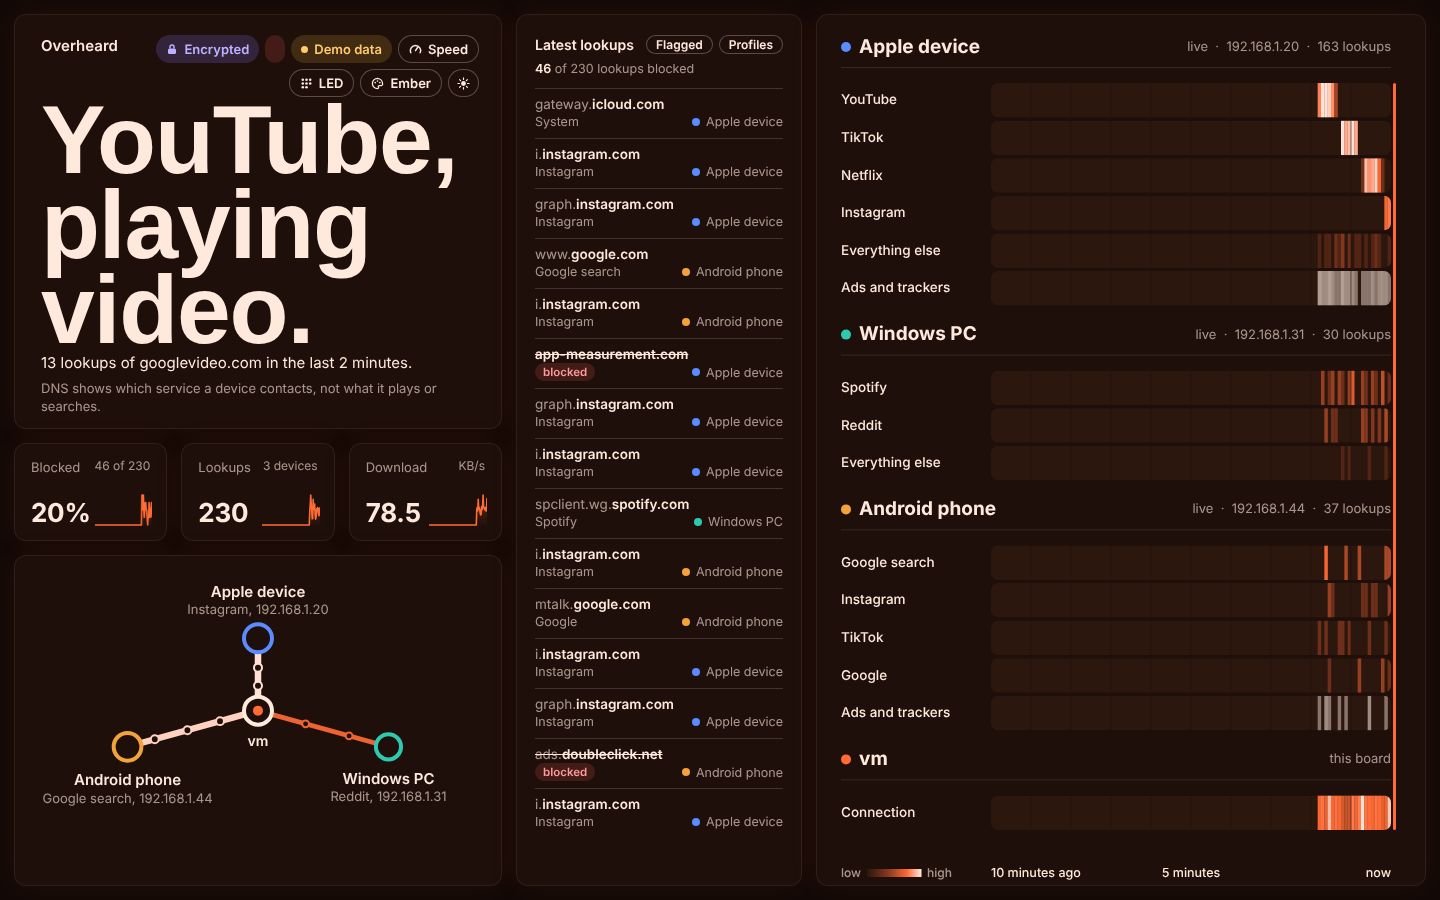 Overheard
Encrypted
Demo data
Speed
LED
Ember
YouTube,
playing
video.
13 lookups of googlevideo.com in the last 2 minutes.
DNS shows which service a device contacts, not what it plays or
searches.
Blocked 46 of 230
20%
Lookups 3 devices
230
Download KB/s
78.5
Apple device
Instagram, 192.168.1.20
vm
Android phone
Google search, 192.168.1.44
Windows PC
Reddit, 192.168.1.31
Latest lookups Flagged Profiles
46 of 230 lookups blocked
gateway.icloud.com
System Apple device
i.instagram.com
Instagram Apple device
graph.instagram.com
Instagram Apple device
www.google.com
Google search Android phone
i.instagram.com
Instagram Android phone
app-measurement.com
blocked Apple device
graph.instagram.com
Instagram Apple device
i.instagram.com
Instagram Apple device
spclient.wg.spotify.com
Spotify Windows PC
i.instagram.com
Instagram Android phone
mtalk.google.com
Google Android phone
i.instagram.com
Instagram Apple device
graph.instagram.com
Instagram Apple device
ads.doubleclick.net
blocked Android phone
i.instagram.com
Instagram Apple device
Apple device live · 192.168.1.20 · 163 lookups
YouTube
TikTok
Netflix
Instagram
Everything else
Ads and trackers
Windows PC live · 192.168.1.31 · 30 lookups
Spotify
Reddit
Everything else
Android phone live · 192.168.1.44 · 37 lookups
Google search
Instagram
TikTok
Google
Ads and trackers
vm this board
Connection
low high 10 minutes ago 5 minutes now